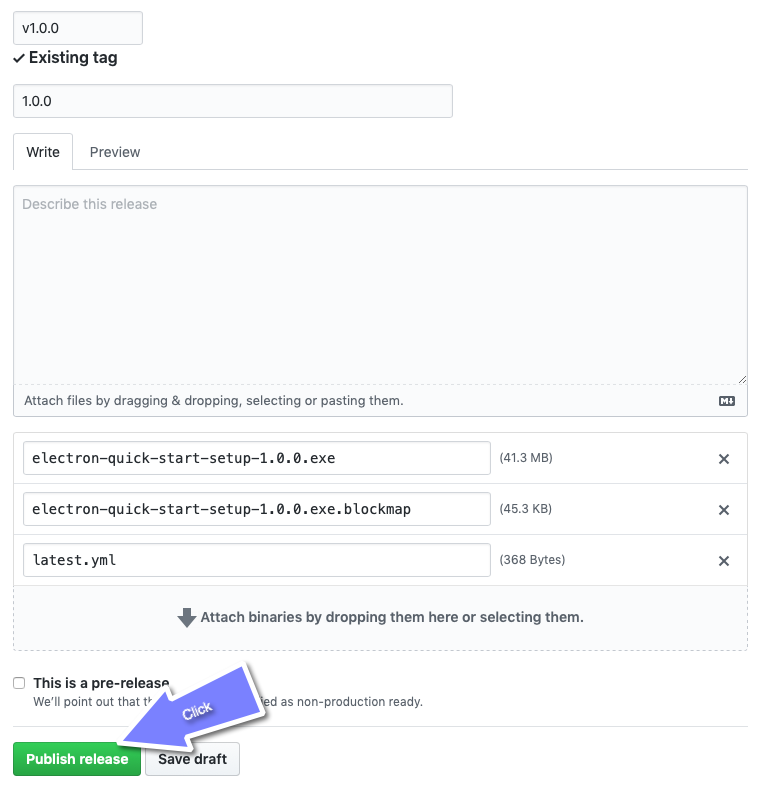 v1.0.0
Existing tag
1.0.0
Write Preview
Describe this release
Attach files by dragging & dropping, selecting or pasting them.
electron-quick-start-setup-1.0.0.exe (41.3 MB)
electron-quick-start-setup-1.0.0.exe.blockmap (45.3 KB)
latest.yml (368 Bytes)
Attach binaries by dropping them here or selecting them.
This is a pre-release
We'll point out that as non-production ready.
Click
Publish release Save draft